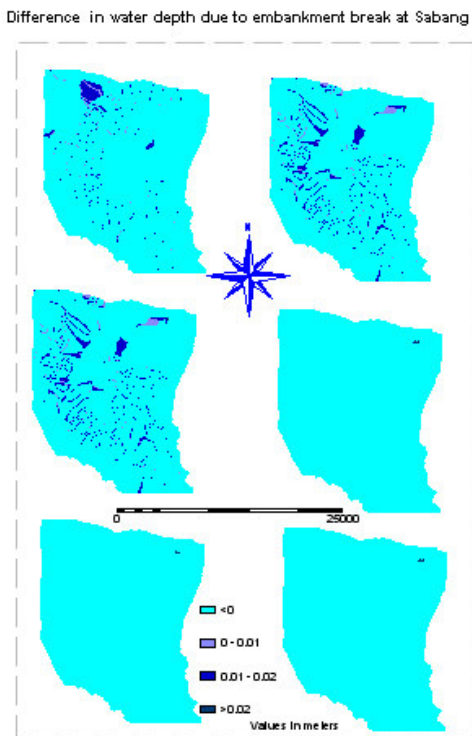 Difference in water depth due to embankment break at Sabang
N
0 25000
<0
0 - 0.01
0.01 - 0.02
>0.02
Values in meters